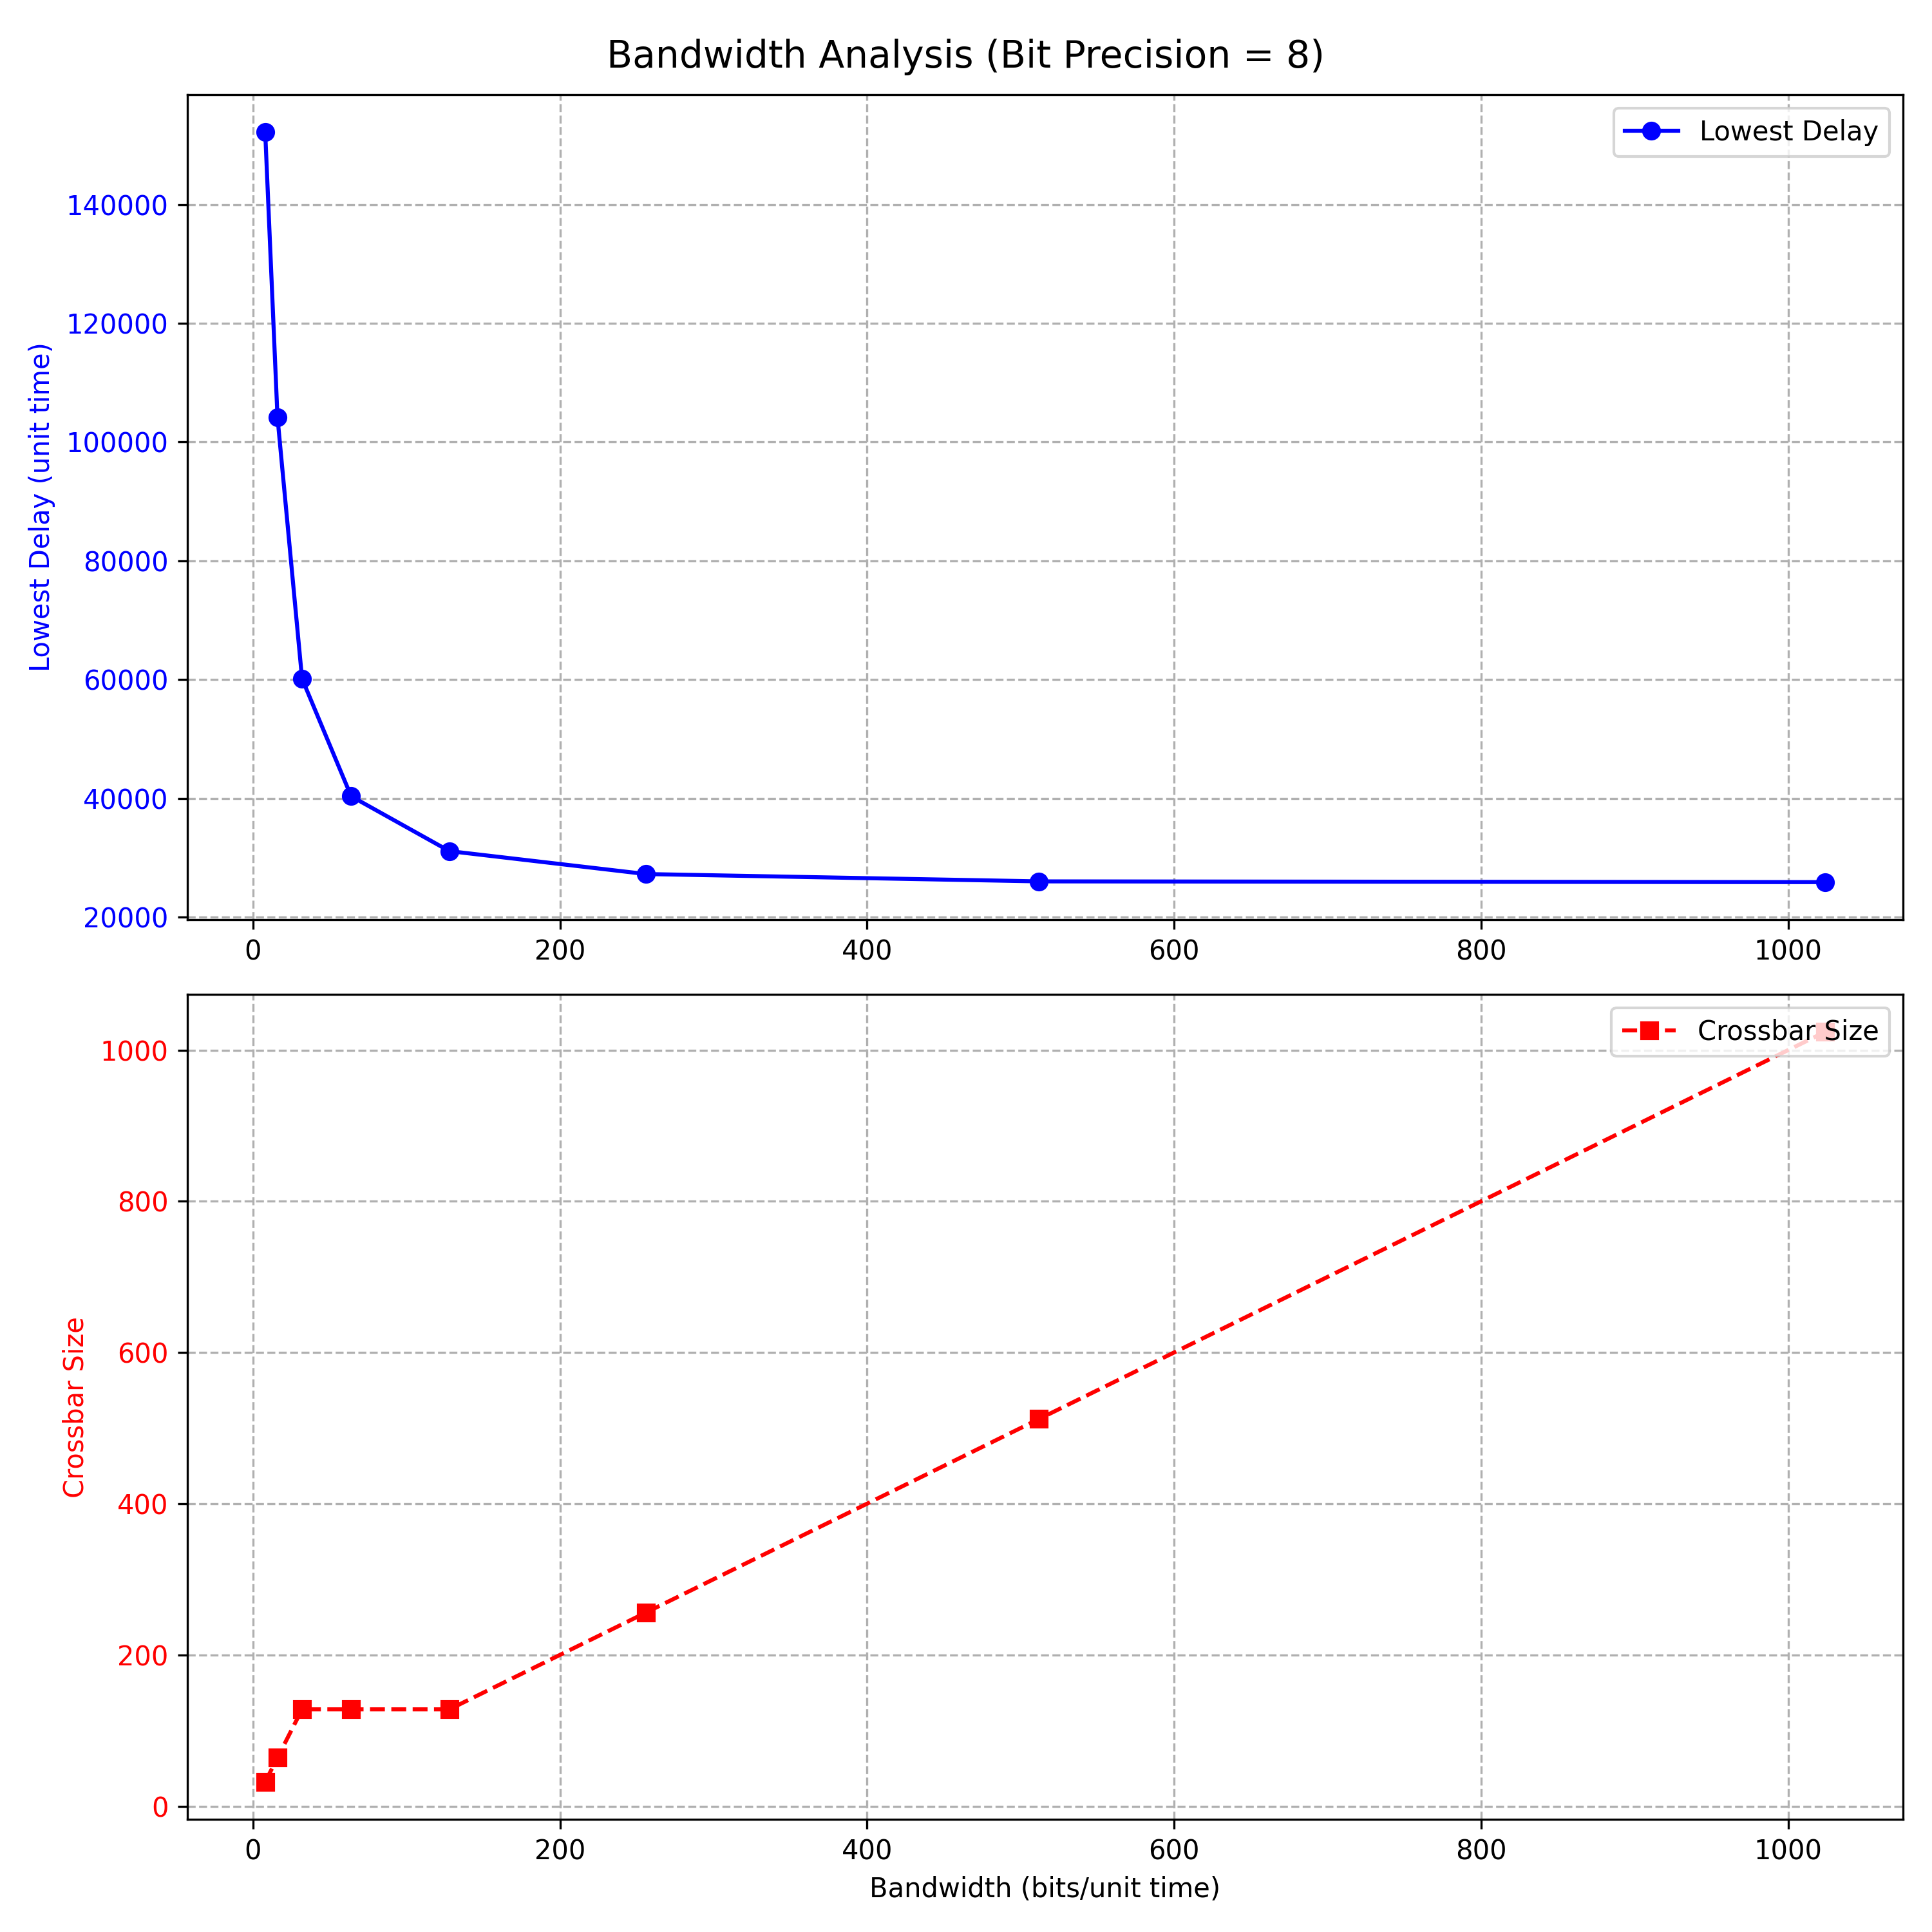 Bandwidth Analysis (Bit Precision = 8)
Lowest Delay
Lowest Delay (unit time)
140000
120000
100000
80000
60000
40000
20000
0 200 400 600 800 1000
Crossbar Size
Crossbar Size
1000
800
600
400
200
0
0 200 400 600 800 1000
Bandwidth (bits/unit time)